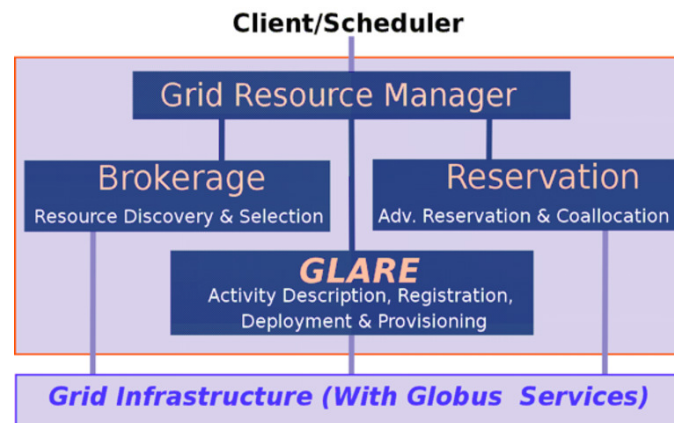 Client/Scheduler
Grid Resource Manager
Brokerage
Resource Discovery & Selection
Reservation
Adv. Reservation & Coallocation
GLARE
Activity Description, Registration,
Deployment & Provisioning
Grid Infrastructure (With Globus Services)